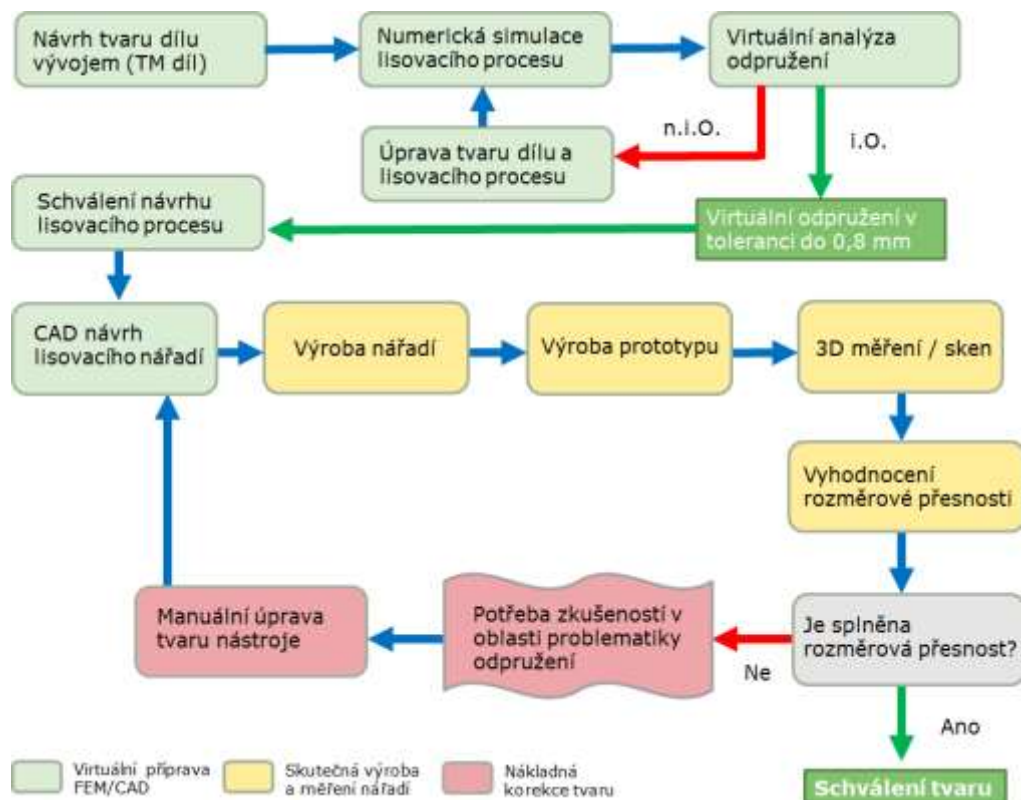 Návrh tvaru dílu
vývojem (TM díl)
Numerická simulace
lisovacího procesu
Virtuální analýza
odpružení
n.i.O.
i.O.
Úprava tvaru dílu a
lisovacího procesu
Schválení návrhu
lisovacího procesu
Virtuální odpružení v
toleranci do 0,8 mm
CAD návrh
lisovacího nářadí
Výroba nářadí
Výroba prototypu
3D měření / sken
Vyhodnocení
rozměrové přesnosti
Manuální úprava
tvaru nástroje
Potřeba zkušeností v
oblasti problematiky
odpružení
Je splněna
rozměrová přesnost?
Ne
Ano
Virtuální příprava
FEM/CAD
Skutečná výroba
a měření nářadí
Nákladná
korekce tvaru
Schválení tvaru